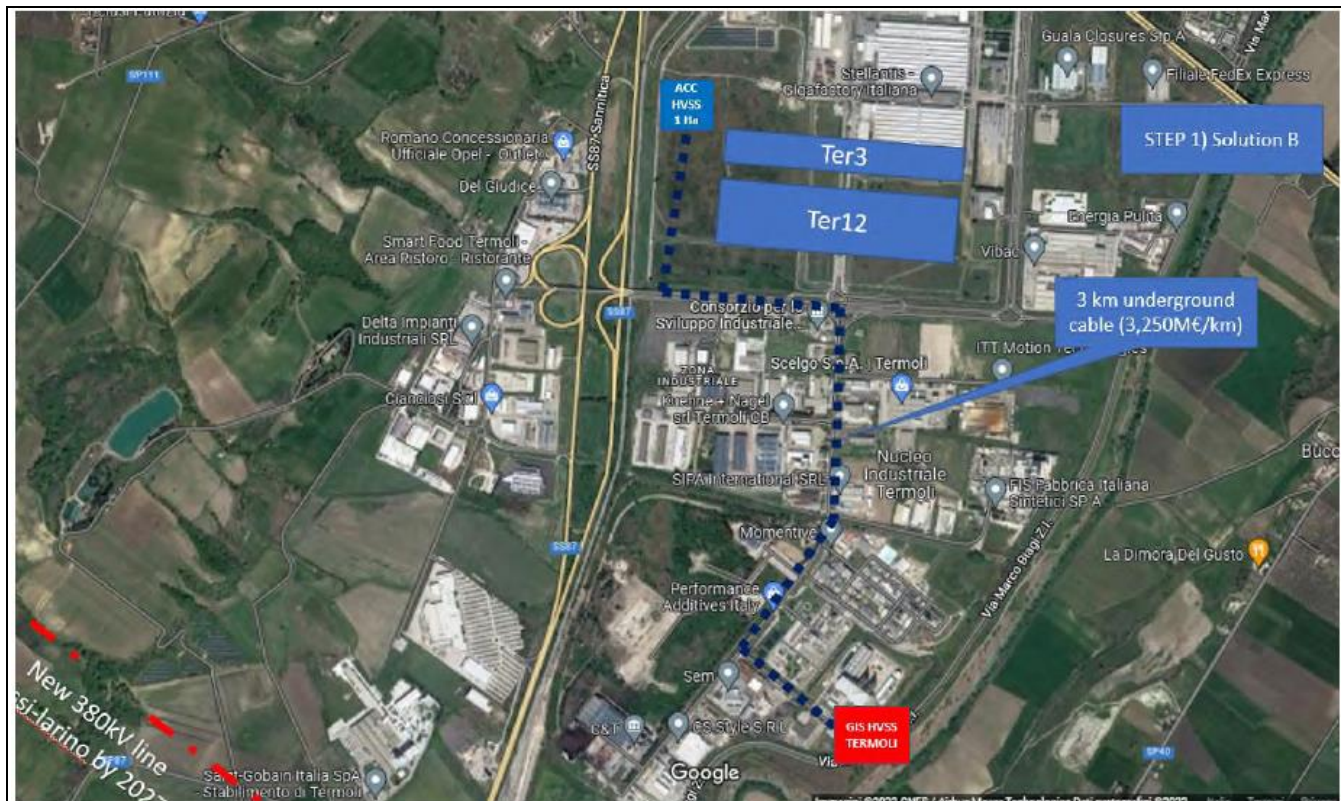 SP111
Romano Concessionaria
Ufficiale Opel - Outlet
Del Giudice
SS87 Sannitica
ACC
HVSS
1 Ha
Stellantis -
Gigafactory Italiana
Guala Closures S.p.A
Filiale FedEx Express
STEP 1) Solution B
Ter3
Ter12
Energia Pulita
Vibac
Smart Food Termoli -
Area Ristoro - Ristorante
SS87
Delta Impianti
Industriali SRL
Consorzio per lo
Sviluppo Industriale...
3 km underground
cable (3,250M€/km)
ITT Motion
ZONA
INDUSTRIALE
Scelgo S.p.A. | Termoli
Cianciosi S.r.l
Kuehne + Nagel
srl Termoli CB
Nucleo
Industriale
Termoli
SIPA International SRL
FIS Fabbrica Italiana
Sintetici SP A
Momentive
SS87
Via Marco Biagi Z.I.
La Dimora Del Gusto
Performance
Additives Italy
New 380kV line
ssi-larino by
Sem
C&T
CS Style S.R.L
GIS HVSS
TERMOLI
SP40
Saint-Gobain Italia SpA
- Stabilimento di Termoli
Google